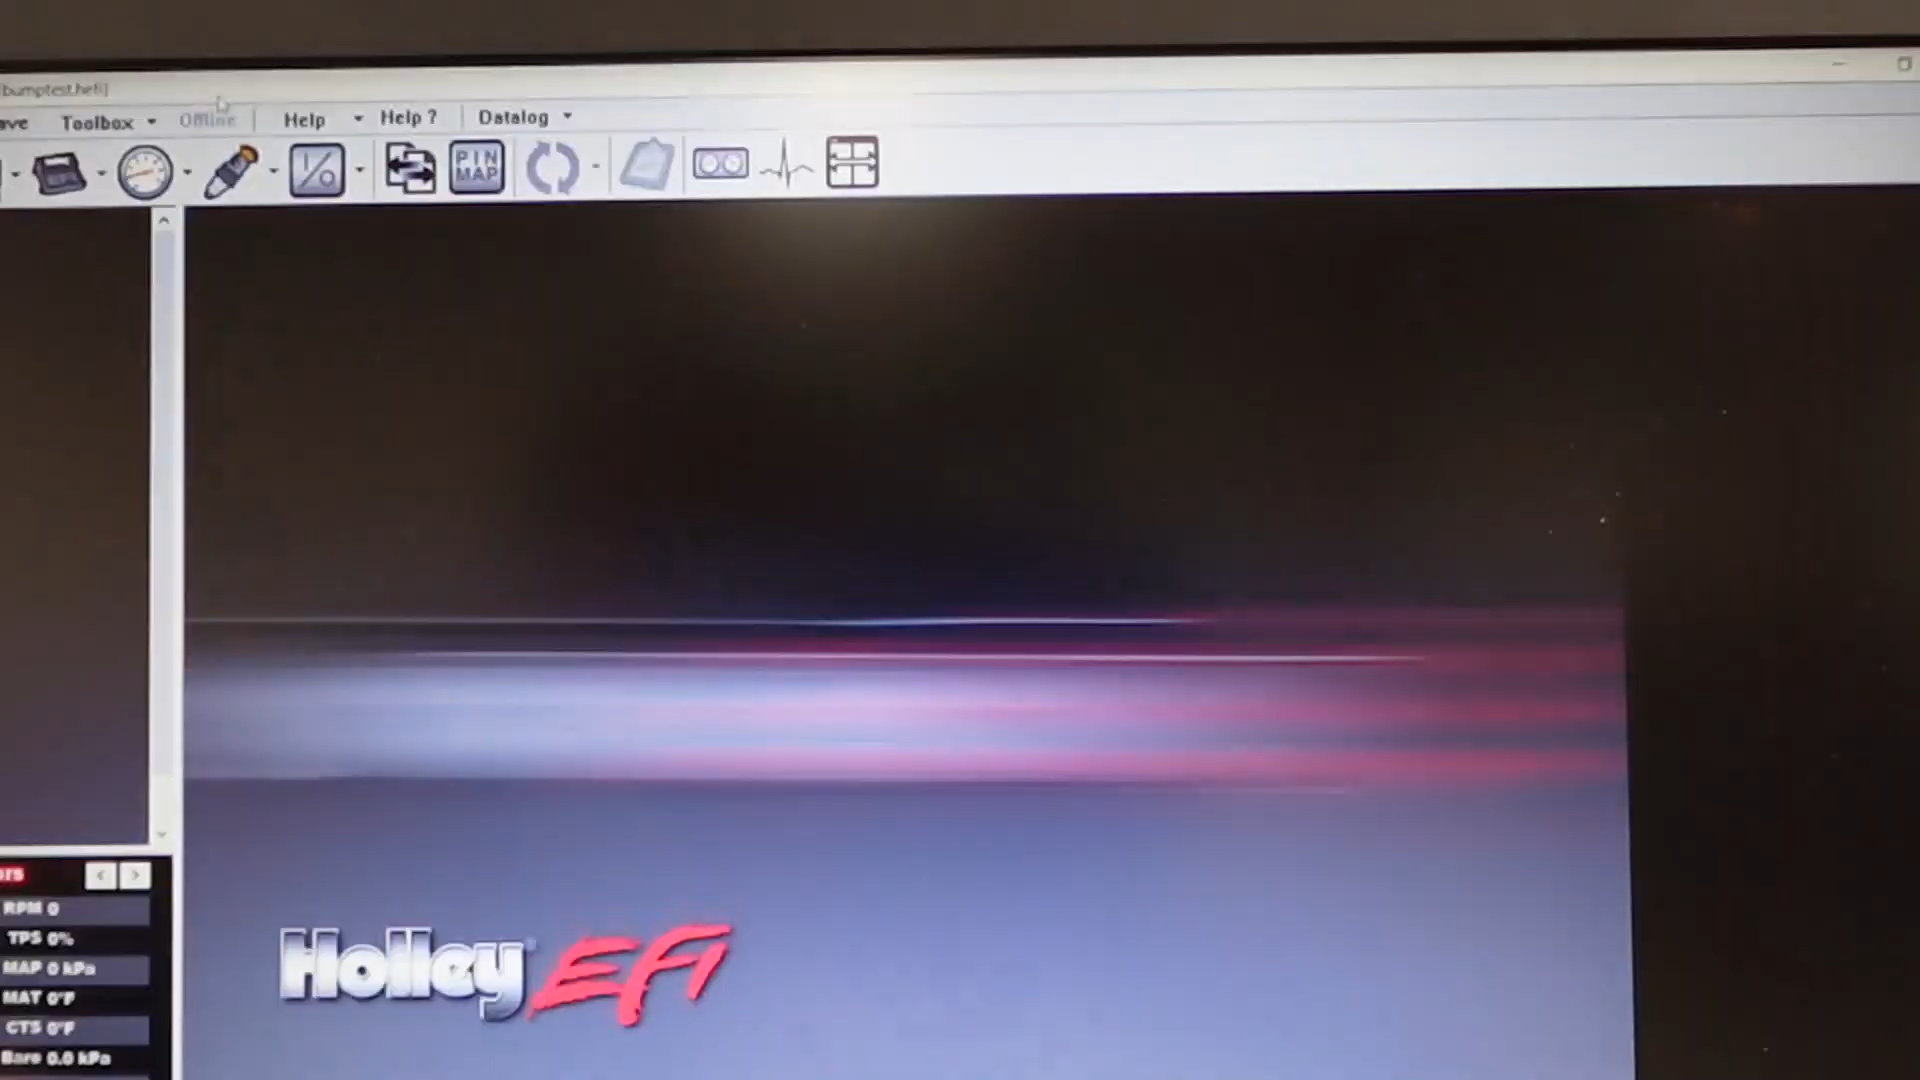 bumptest.hefi]
ave Toolbox Offline Help Help ? Datalog
I/O PIN MAP
ors
RPM 0
TPS 0%
MAP 0 kPa
MAT 0°F
CTS 0°F
Baro 0.0 kPa
Holley EFI